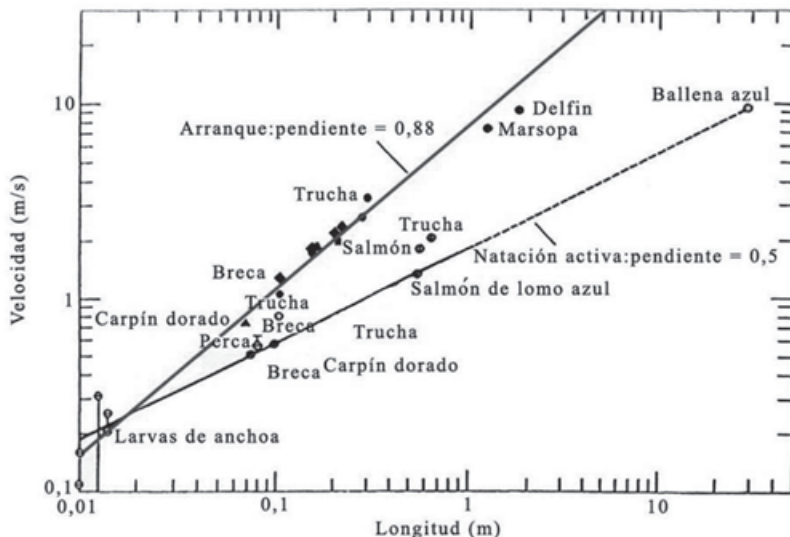 10
Delfín
Ballena azul
Arranque:pendiente = 0,88
Marsopa
Trucha
Trucha
Salmón
Natación activa:pendiente = 0,5
Breca
Salmón de lomo azul
1
Trucha
Carpín dorado
Breca
Trucha
Perca
Breca
Carpín dorado
Larvas de anchoa
0,1
0,01
0,1
1
10
Velocidad (m/s)
Longitud (m)